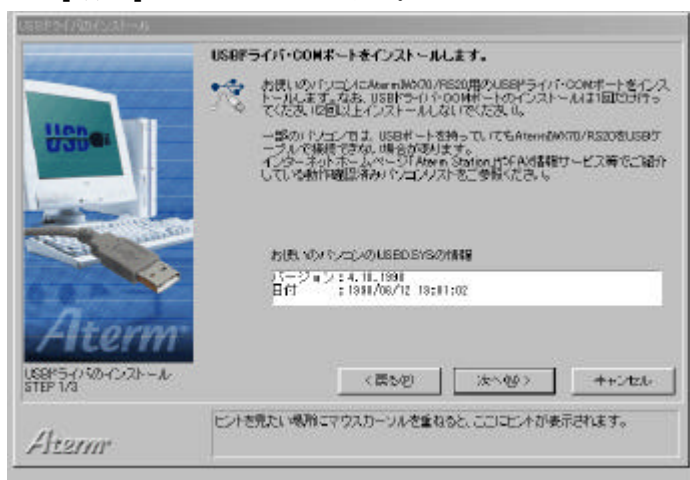 USBドライバのインストール
USBドライバ・COMポートをインストールします。
お使いのパソコンにAterm /RS20用のUSBドライバ・COMポートをインス
トールします。なお、USBドライバ・COMポートのインストールは1回だけ行っ
てください(2回以上インストールしないでください)。
一部のパソコンでは、USBポートを持っていてもAterm /RS20をUSBケ
ーブルで接続できない場合があります。
インターネットホームページ「Aterm Station」やFAX情報サービス等でご紹介
している動作確認済みパソコンリストをご参照ください。
USB
お使いのパソコンのUSBD.SYSの情報
バージョン:4.10.1998
日付 :
Aterm
USBドライバのインストール
STEP 1/3
<戻る(B)
次へ(N)>
キャンセル
Aterm
ヒントを見たい場所にマウスカーソルを重ねると、ここにヒントが表示されます。